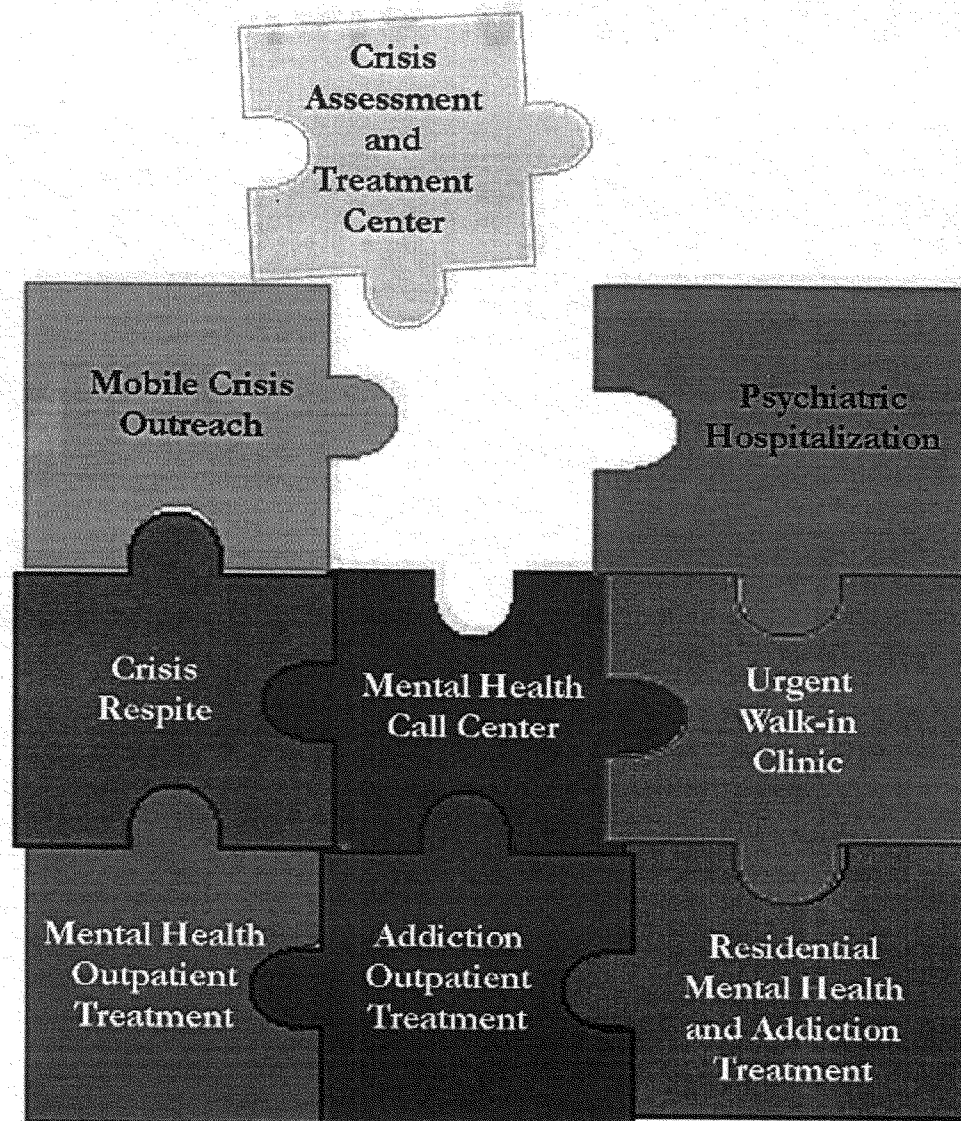 Crisis
Assessment
and
Treatment
Center
Mobile Crisis
Outreach
Psychiatric
Hospitalization
Crisis
Respite
Mental Health
Call Center
Urgent
Walk-in
Clinic
Mental Health
Outpatient
Treatment
Addiction
Outpatient
Treatment
Residential
Mental Health
and Addiction
Treatment